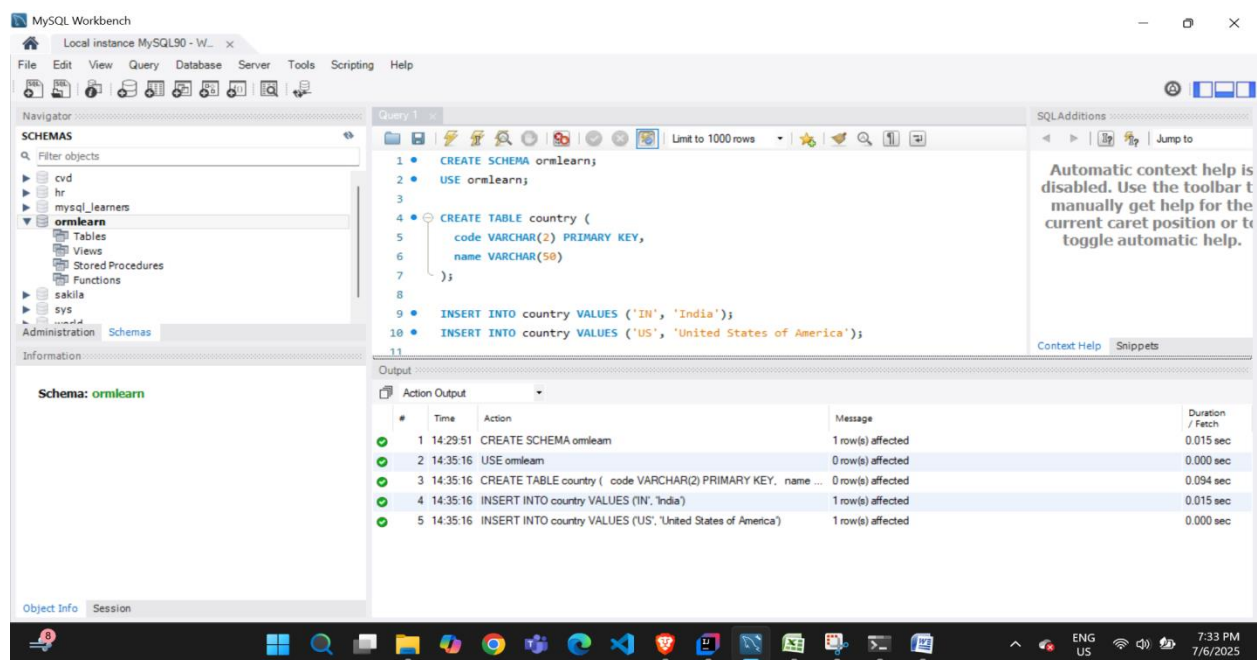 MySQL Workbench
Local instance MySQL90 - W...
File Edit View Query Database Server Tools Scripting Help
Navigator
SCHEMAS
Filter objects
cvd
hr
mysql_learners
ormlearn
Tables
Views
Stored Procedures
Functions
sakila
sys
Administration Schemas
Information
Schema: ormlearn
Object Info Session
Query 1
Limit to 1000 rows
1 CREATE SCHEMA ormlearn;
2 USE ormlearn;
3
4 CREATE TABLE country (
5 code VARCHAR(2) PRIMARY KEY,
6 name VARCHAR(50)
7 );
8
9 INSERT INTO country VALUES ('IN', 'India');
10 INSERT INTO country VALUES ('US', 'United States of America');
11
SQLAdditions
Jump to
Automatic context help is
disabled. Use the toolbar t
manually get help for the
current caret position or to
toggle automatic help.
Context Help Snippets
Output
Action Output
# Time Action Message Duration / Fetch
1 14:29:51 CREATE SCHEMA ormlearn 1 row(s) affected 0.015 sec
2 14:35:16 USE ormlearn 0 row(s) affected 0.000 sec
3 14:35:16 CREATE TABLE country ( code VARCHAR(2) PRIMARY KEY, name ... 0 row(s) affected 0.094 sec
4 14:35:16 INSERT INTO country VALUES ('IN', 'India') 1 row(s) affected 0.015 sec
5 14:35:16 INSERT INTO country VALUES ('US', 'United States of America') 1 row(s) affected 0.000 sec
8
ENG
US
7:33 PM
7/6/2025